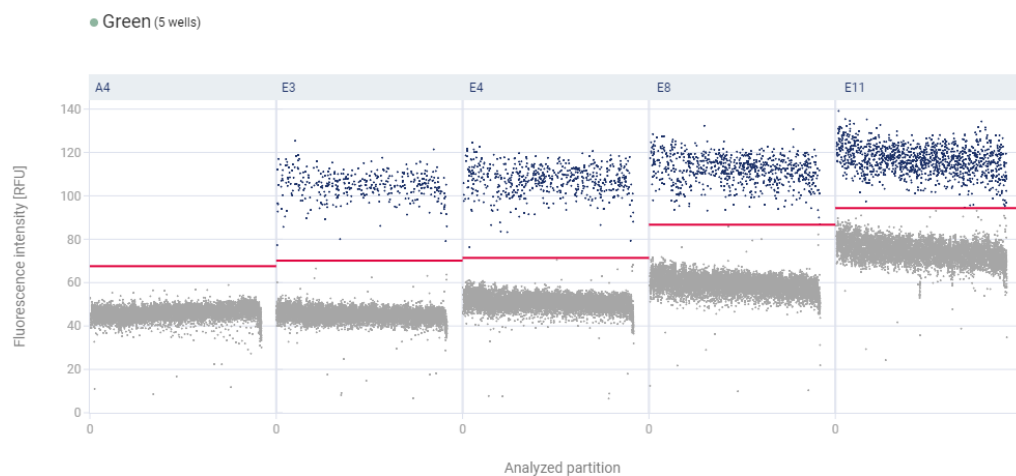 Green (5 wells)
A4 E3 E4 E8 E11
140
120
100
80
60
40
20
0
0 0 0 0 0
Fluorescence intensity [RFU]
Analyzed partition